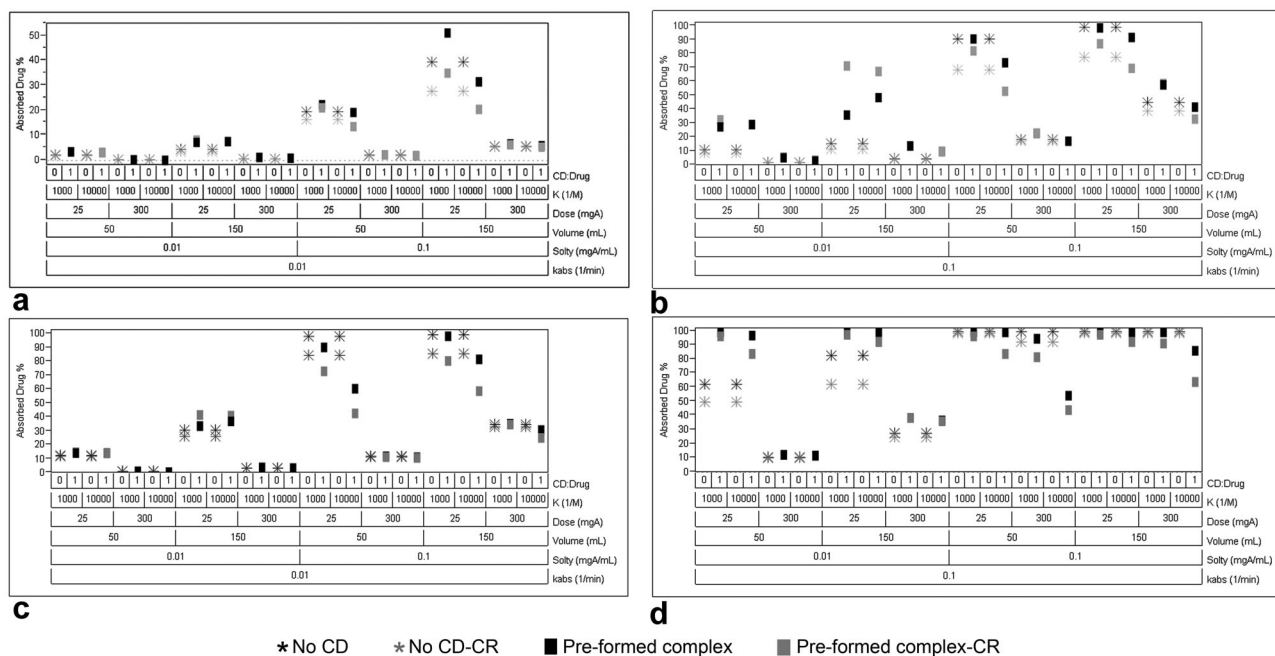 Absorbed Drug %
50
40
30
20
10
0
0 1 0 1 0 1 0 1 0 1 0 1 0 1 0 1 0 1 0 1 0 1 0 1 0 1 0 1 0 1 0 1 CD:Drug
1000 10000 1000 10000 1000 10000 1000 10000 1000 10000 1000 10000 1000 10000 1000 10000 K (1/M)
25 300 25 300 25 300 25 300 Dose (mgA)
50 150 50 150 Volume (mL)
0.01 0.1 Solty (mgA/mL)
0.01 kabs (1/min)
a
Absorbed Drug %
100
90
80
70
60
50
40
30
20
10
0
0 1 0 1 0 1 0 1 0 1 0 1 0 1 0 1 0 1 0 1 0 1 0 1 0 1 0 1 0 1 0 1 CD:Drug
1000 10000 1000 10000 1000 10000 1000 10000 1000 10000 1000 10000 1000 10000 1000 10000 K (1/M)
25 300 25 300 25 300 25 300 Dose (mgA)
50 150 50 150 Volume (mL)
0.01 0.1 Solty (mgA/mL)
0.1 kabs (1/min)
b
Absorbed Drug %
100
90
80
70
60
50
40
30
20
10
0
0 1 0 1 0 1 0 1 0 1 0 1 0 1 0 1 0 1 0 1 0 1 0 1 0 1 0 1 0 1 0 1 CD:Drug
1000 10000 1000 10000 1000 10000 1000 10000 1000 10000 1000 10000 1000 10000 1000 10000 K (1/M)
25 300 25 300 25 300 25 300 Dose (mgA)
50 150 50 150 Volume (mL)
0.01 0.1 Solty (mgA/mL)
0.01 kabs (1/min)
c
Absorbed Drug %
100
90
80
70
60
50
40
30
20
10
0
0 1 0 1 0 1 0 1 0 1 0 1 0 1 0 1 0 1 0 1 0 1 0 1 0 1 0 1 0 1 0 1 CD:Drug
1000 10000 1000 10000 1000 10000 1000 10000 1000 10000 1000 10000 1000 10000 1000 10000 K (1/M)
25 300 25 300 25 300 25 300 Dose (mgA)
50 150 50 150 Volume (mL)
0.01 0.1 Solty (mgA/mL)
0.1 kabs (1/min)
d
No CD No CD-CR Pre-formed complex Pre-formed complex-CR